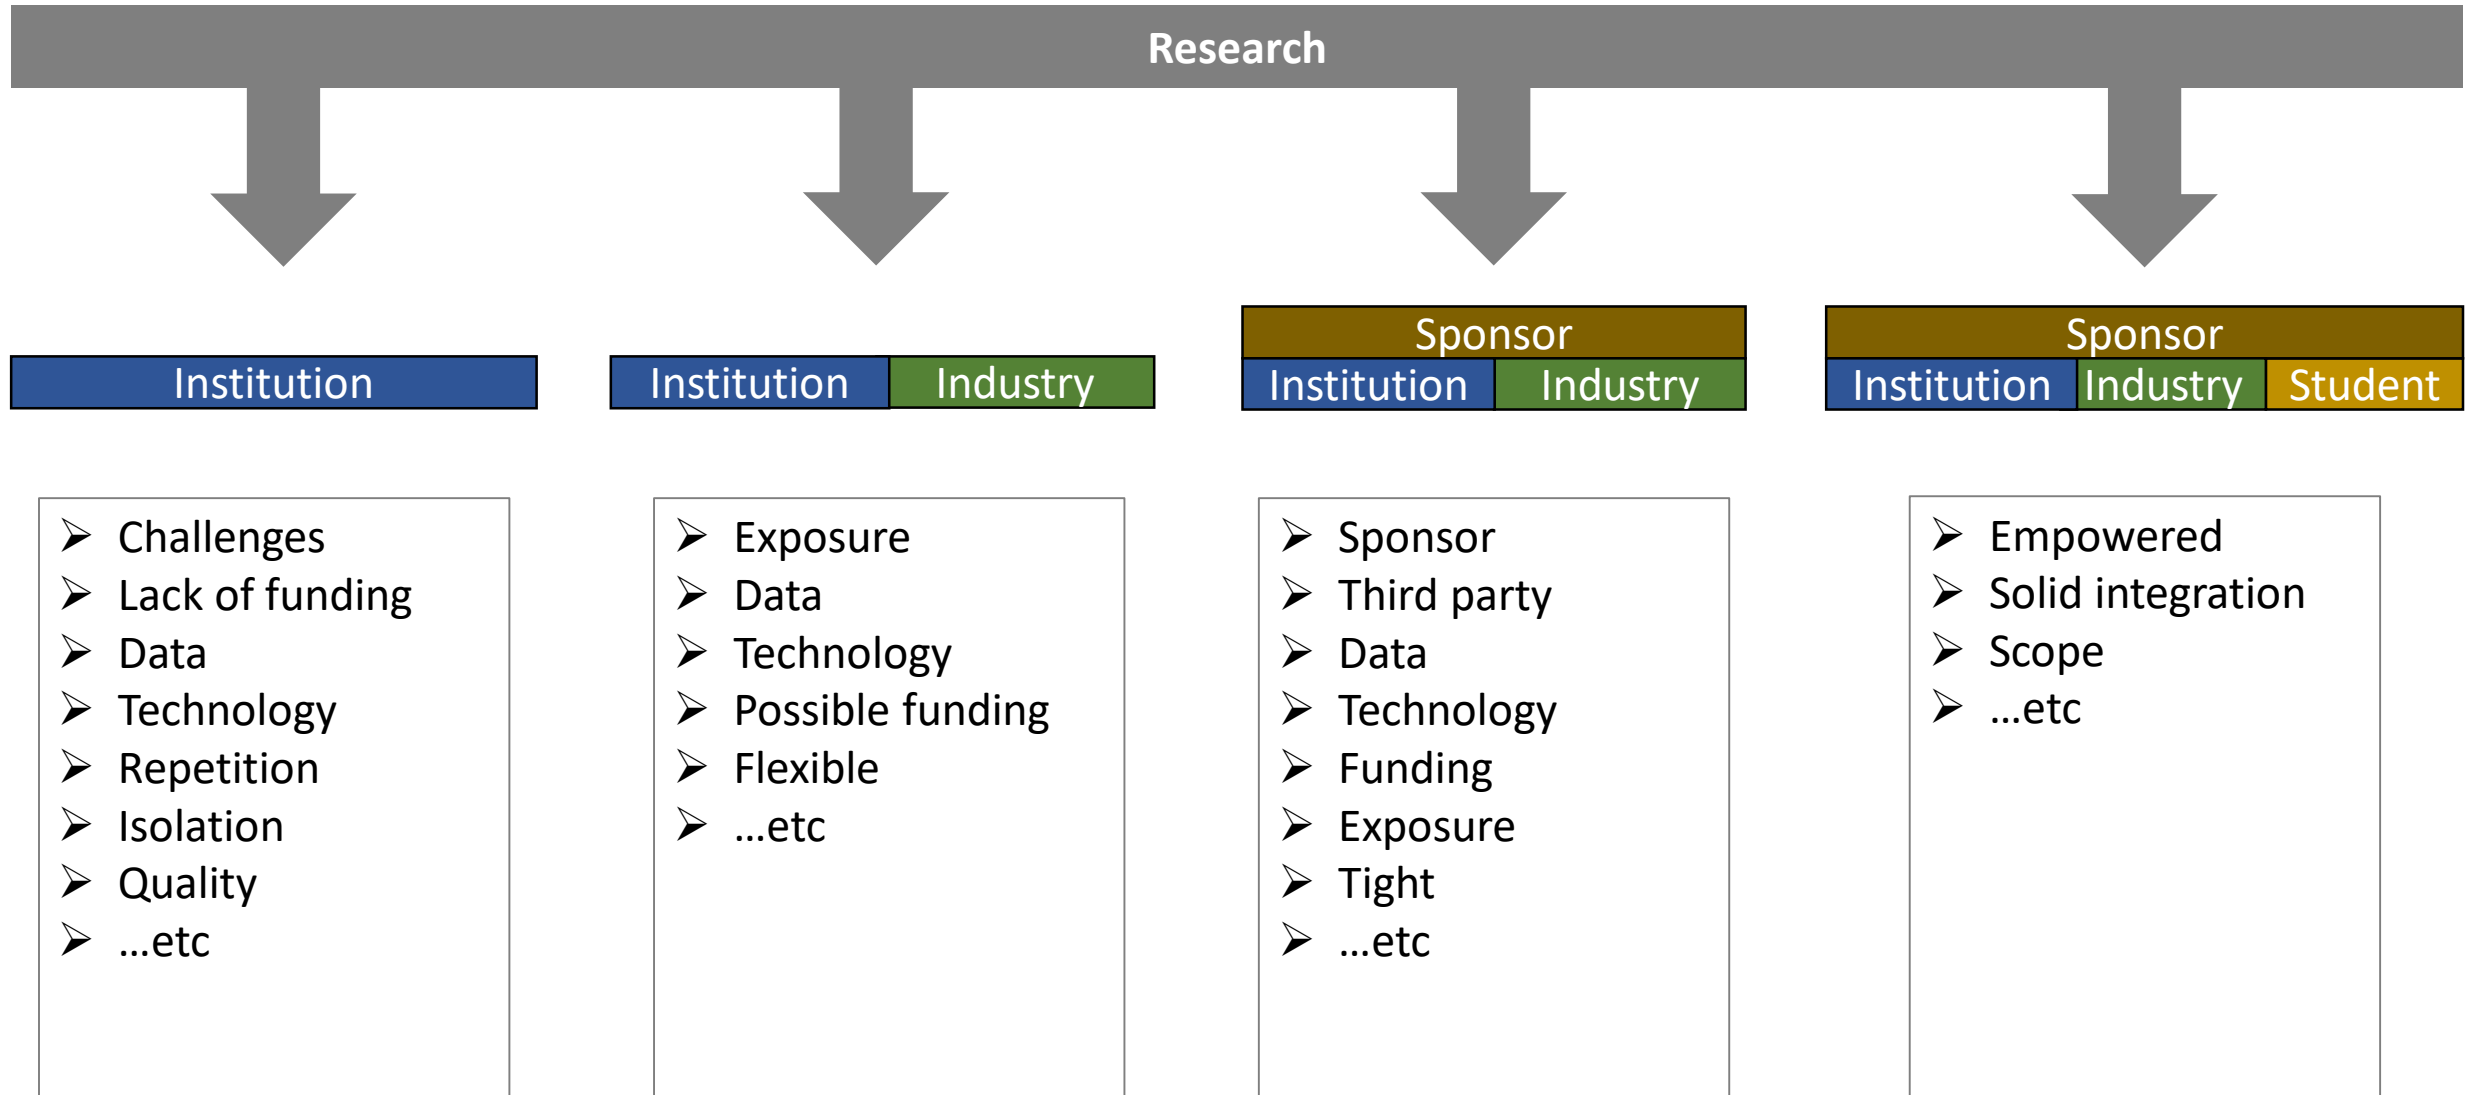 Research
Institution
Institution Industry
Sponsor
Institution Industry
Sponsor
Institution Industry Student
➢ Challenges
➢ Lack of funding
➢ Data
➢ Technology
➢ Repetition
➢ Isolation
➢ Quality
➢ …etc
➢ Exposure
➢ Data
➢ Technology
➢ Possible funding
➢ Flexible
➢ …etc
➢ Sponsor
➢ Third party
➢ Data
➢ Technology
➢ Funding
➢ Exposure
➢ Tight
➢ …etc
➢ Empowered
➢ Solid integration
➢ Scope
➢ …etc